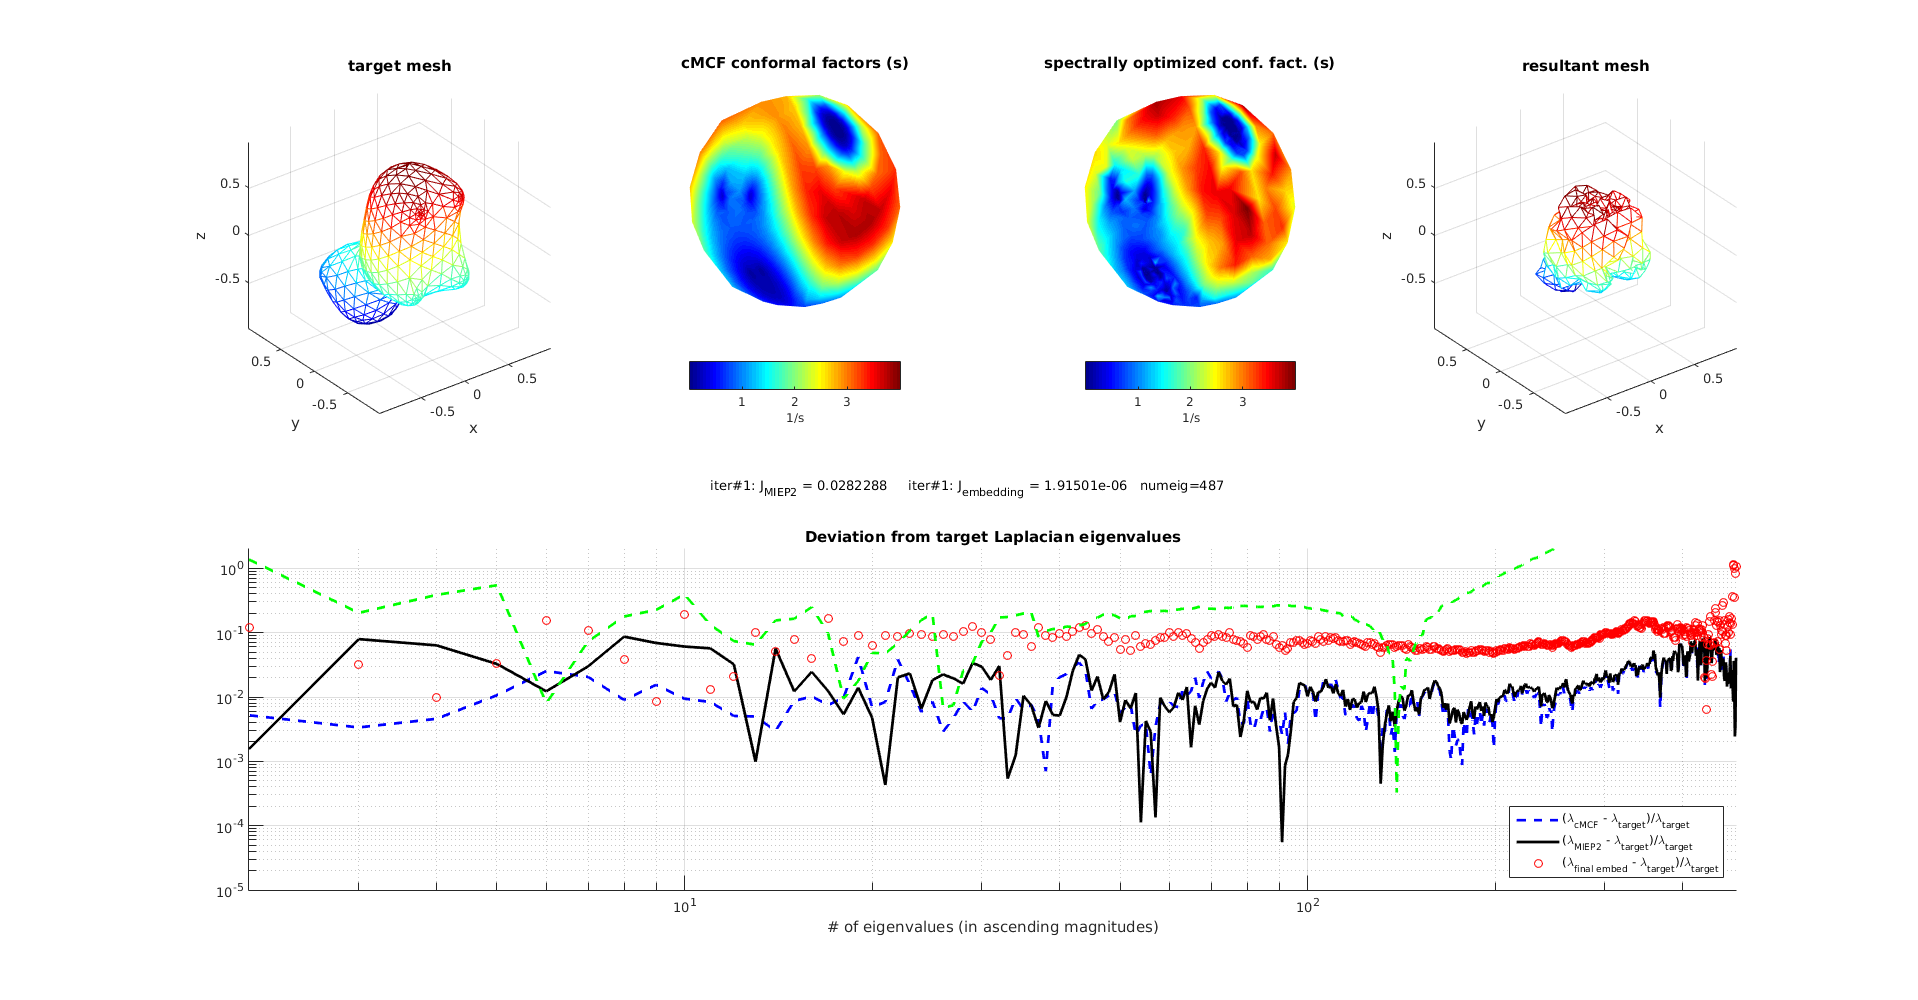 target mesh
cMCF conformal factors (s)
spectrally optimized conf. fact. (s)
resultant mesh
0.5
0
-0.5
z
0.5
0
-0.5
y
-0.5
0
0.5
x
1 2 3
1/s
1 2 3
1/s
0.5
0
-0.5
z
0.5
0
-0.5
y
-0.5
0
0.5
x
iter#1: J_MIEP2 = 0.0282288 iter#1: J_embedding = 1.91501e-06 numeig=487
Deviation from target Laplacian eigenvalues
10^0
10^-1
10^-2
10^-3
10^-4
10^-5
10^1 10^2
# of eigenvalues (in ascending magnitudes)
(λ_cMCF - λ_target)/λ_target
(λ_MIEP2 - λ_target)/λ_target
(λ_final embed - λ_target)/λ_target